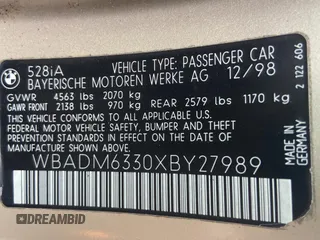 528iA VEHICLE TYPE: PASSENGER CAR
BAYERISCHE MOTOREN WERKE AG 12/98
GVWR 4563 lbs 2070 kg
GAWR FRONT 2138 lbs 970 kg REAR 2579 lbs 1170 kg
THIS VEHICLE CONFORMS TO ALL APPLICABLE
FEDERAL MOTOR VEHICLE SAFETY, BUMPER, AND
THEFT PREVENTION STANDARDS IN EFFECT ON
THE DATE OF MANUFACTURE SHOWN ABOVE.
WBADM6330XBY27989
MADE IN GERMANY
2 122 606
BMW
DREAMBID